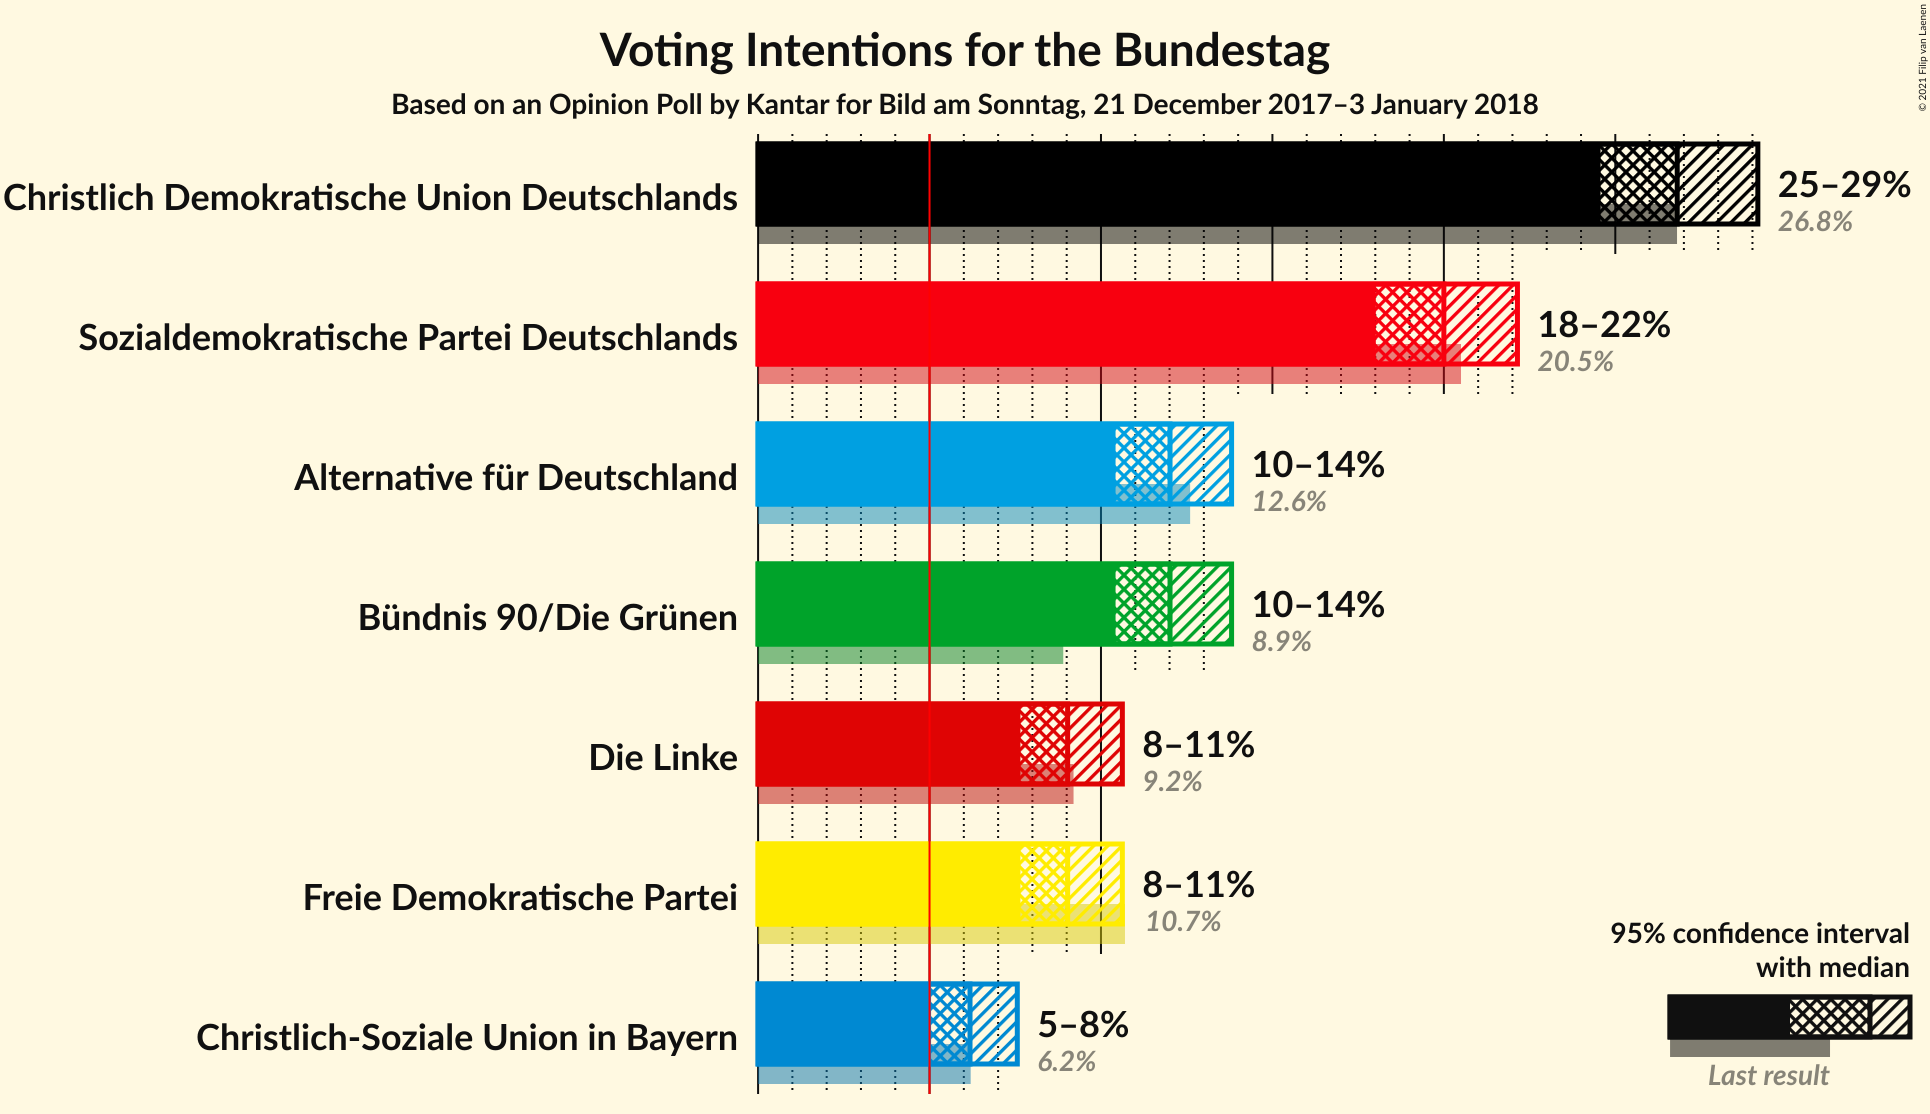 Voting Intentions for the Bundestag
Based on an Opinion Poll by Kantar for Bild am Sonntag, 21 December 2017–3 January 2018
© 2021 Filip van Laenen
Christlich Demokratische Union Deutschlands
25–29%
26.8%
Sozialdemokratische Partei Deutschlands
18–22%
20.5%
Alternative für Deutschland
10–14%
12.6%
Bündnis 90/Die Grünen
10–14%
8.9%
Die Linke
8–11%
9.2%
Freie Demokratische Partei
8–11%
10.7%
Christlich-Soziale Union in Bayern
5–8%
6.2%
95% confidence interval
with median
Last result